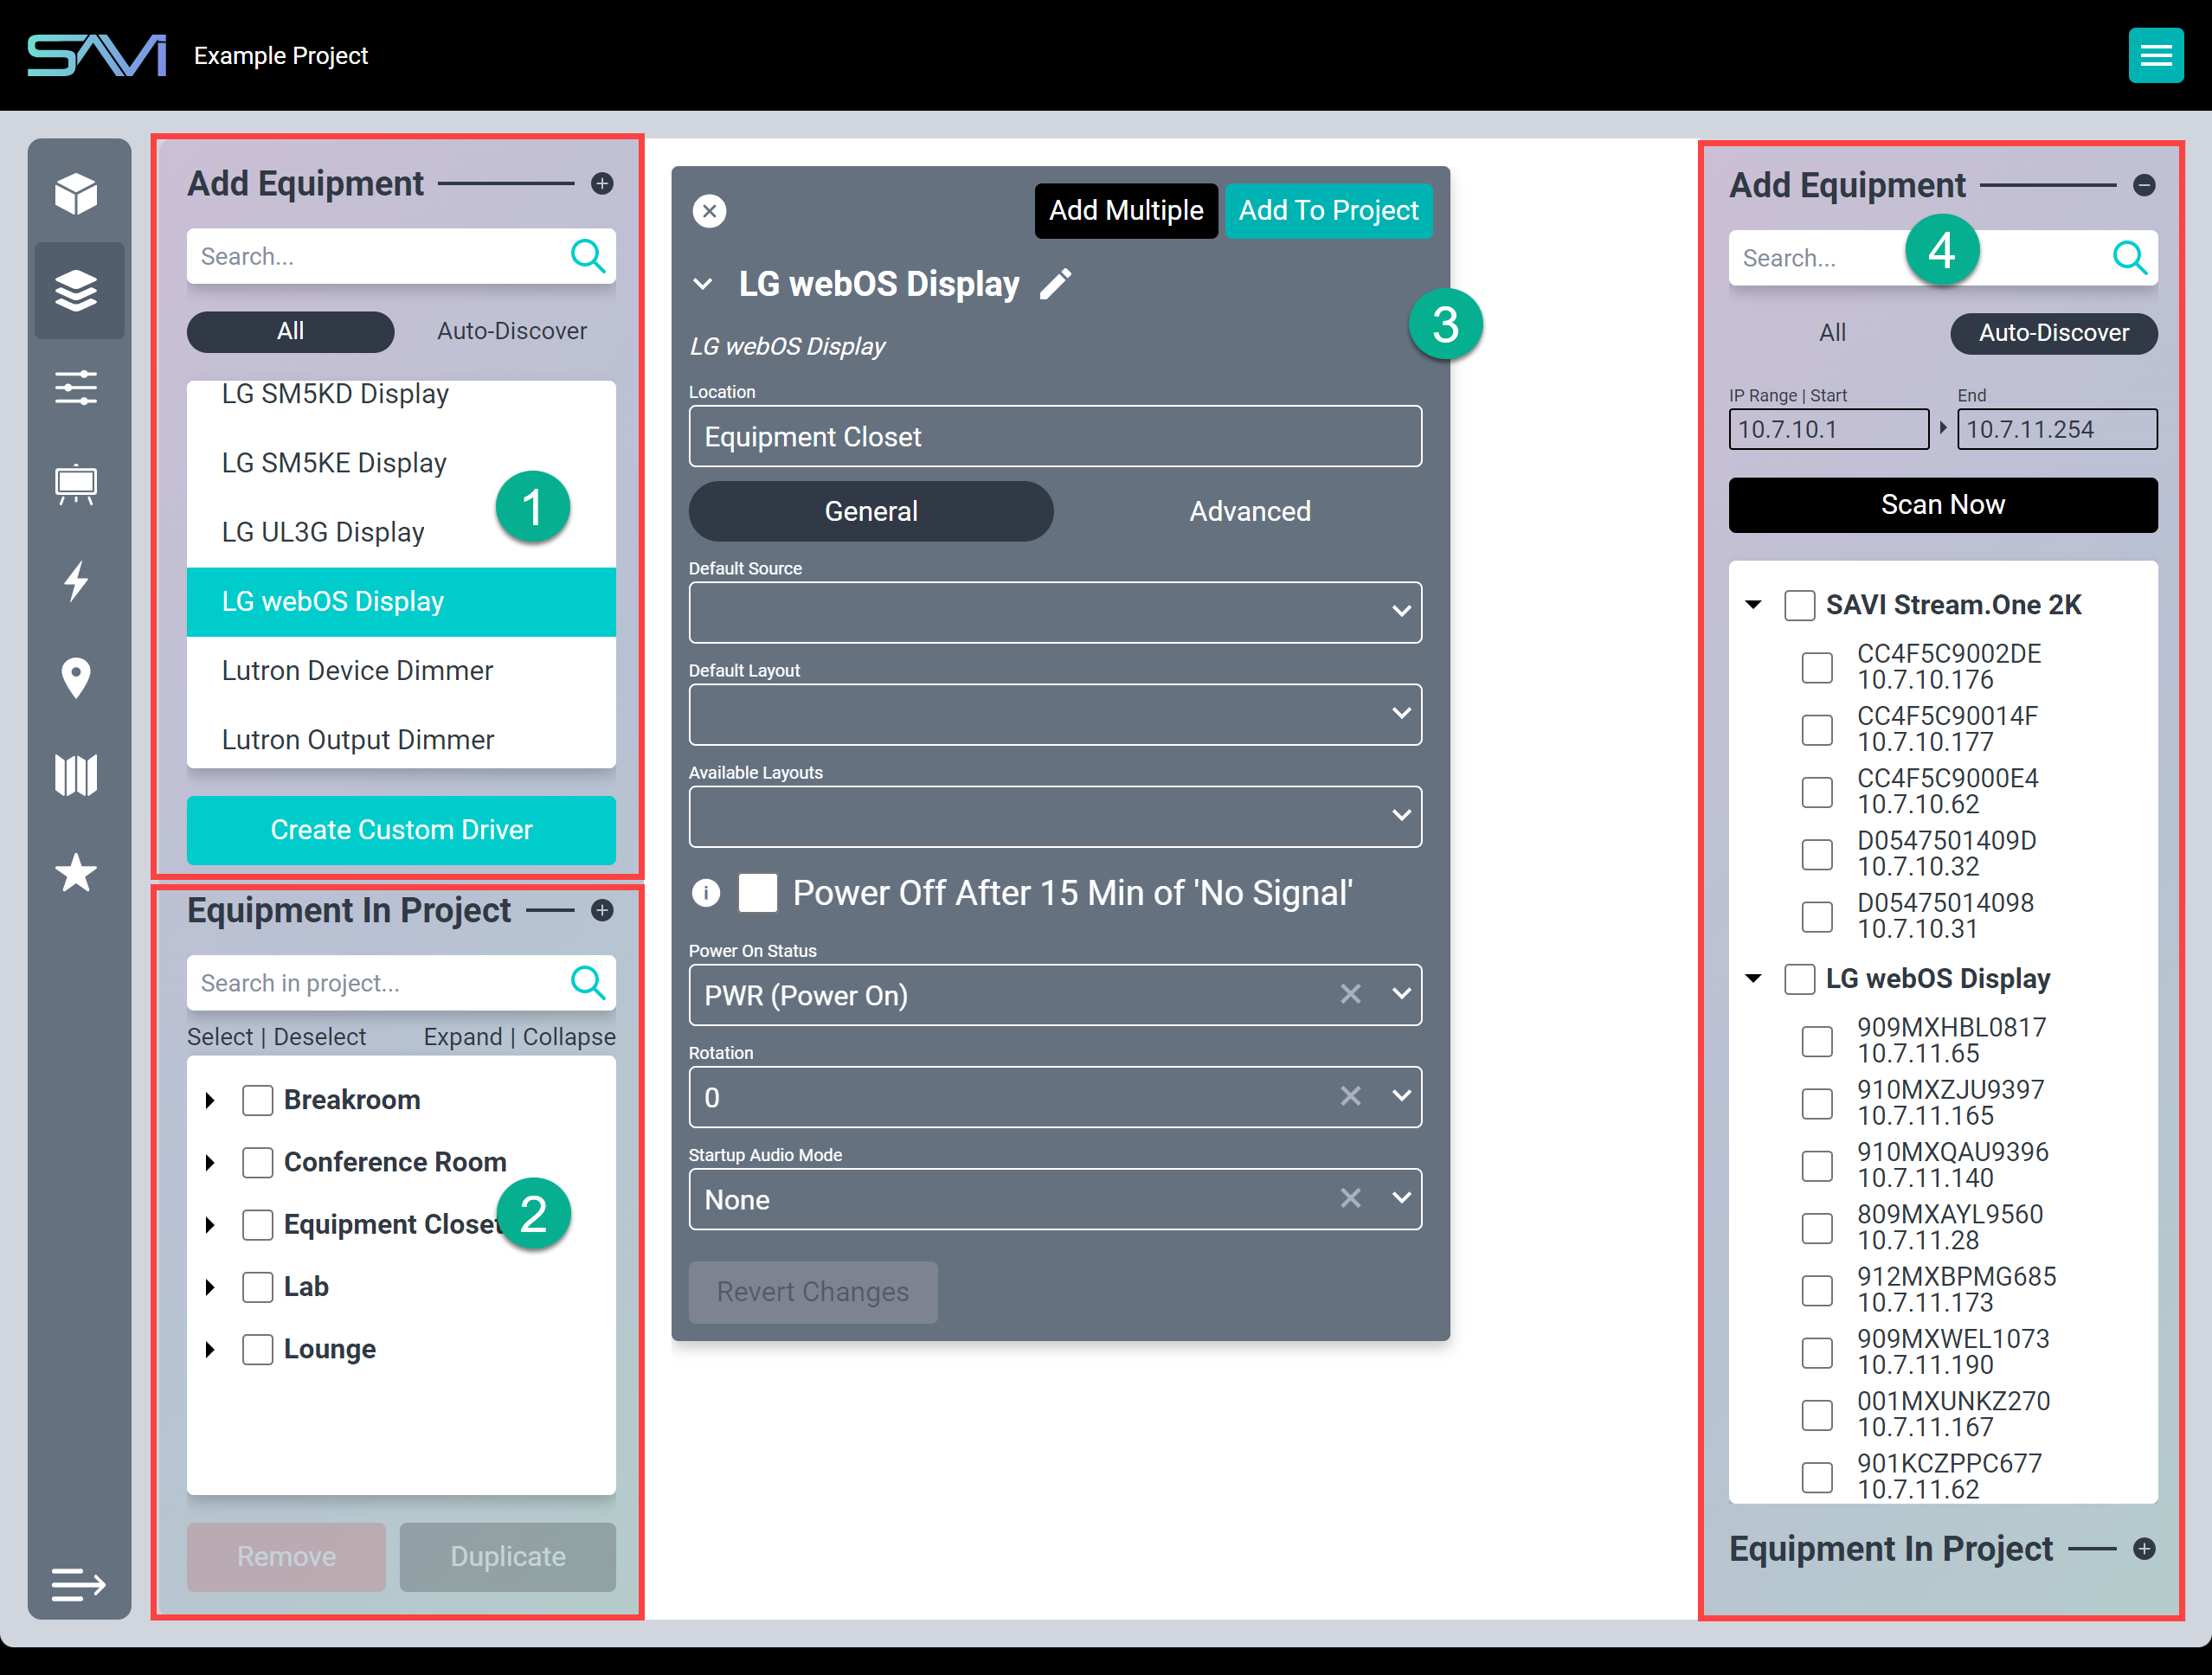 SAVI
Example Project
Add Equipment
Search...
All
Auto-Discover
LG SM5KD Display
LG SM5KE Display
LG UL3G Display
LG webOS Display
Lutron Device Dimmer
Lutron Output Dimmer
1
Create Custom Driver
Equipment In Project
Search in project...
Select | Deselect
Expand | Collapse
Breakroom
Conference Room
Equipment Closet
Lab
Lounge
2
Remove
Duplicate
Add Multiple
Add To Project
LG webOS Display
3
LG webOS Display
Location
Equipment Closet
General
Advanced
Default Source
Default Layout
Available Layouts
Power Off After 15 Min of 'No Signal'
Power On Status
PWR (Power On)
Rotation
0
Startup Audio Mode
None
Revert Changes
Add Equipment
Search...
4
All
Auto-Discover
IP Range | Start
End
10.7.10.1
10.7.11.254
Scan Now
SAVI Stream.One 2K
CC4F5C9002DE
10.7.10.176
CC4F5C90014F
10.7.10.177
CC4F5C9000E4
10.7.10.62
D0547501409D
10.7.10.32
D05475014098
10.7.10.31
LG webOS Display
909MXHBL0817
10.7.11.65
910MXZJU9397
10.7.11.165
910MXQAU9396
10.7.11.140
809MXAYL9560
10.7.11.28
912MXBPMG685
10.7.11.173
909MXWEL1073
10.7.11.190
001MXUNKZ270
10.7.11.167
901KCZPPC677
10.7.11.62
Equipment In Project